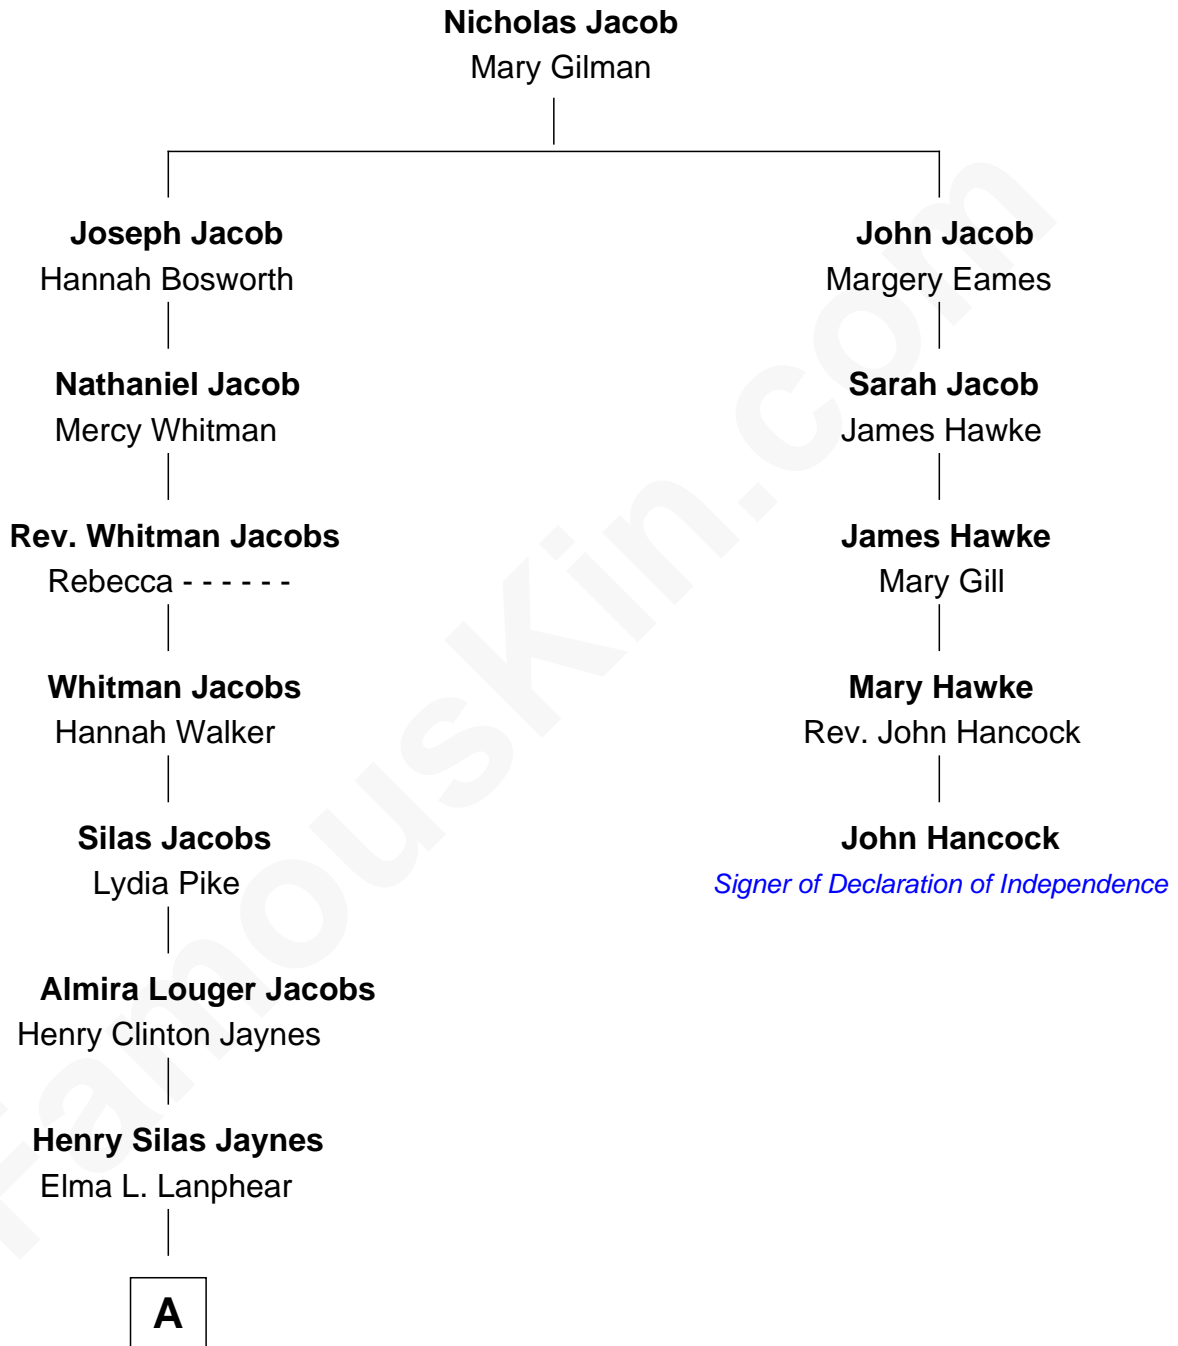 Nicholas Jacob
Mary Gilman
Joseph Jacob
Hannah Bosworth
John Jacob
Margery Eames
Nathaniel Jacob
Mercy Whitman
Sarah Jacob
James Hawke
Rev. Whitman Jacobs
Rebecca - - - - - -
James Hawke
Mary Gill
Whitman Jacobs
Hannah Walker
Mary Hawke
Rev. John Hancock
Silas Jacobs
Lydia Pike
John Hancock
Signer of Declaration of Independence
Almira Louger Jacobs
Henry Clinton Jaynes
Henry Silas Jaynes
Elma L. Lanphear
A
FamousKin.com